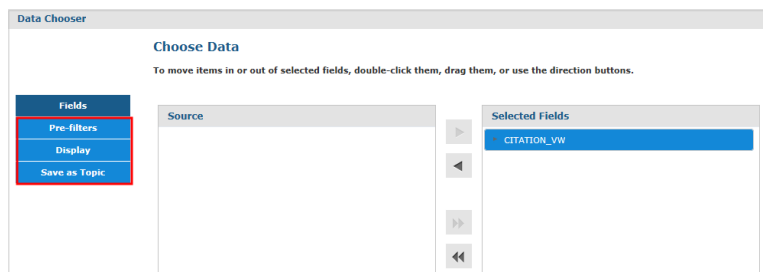 Data Chooser
Choose Data
To move items in or out of selected fields, double-click them, drag them, or use the direction buttons.
Fields
Pre-filters
Display
Save as Topic
Source
Selected Fields
CITATION_VW